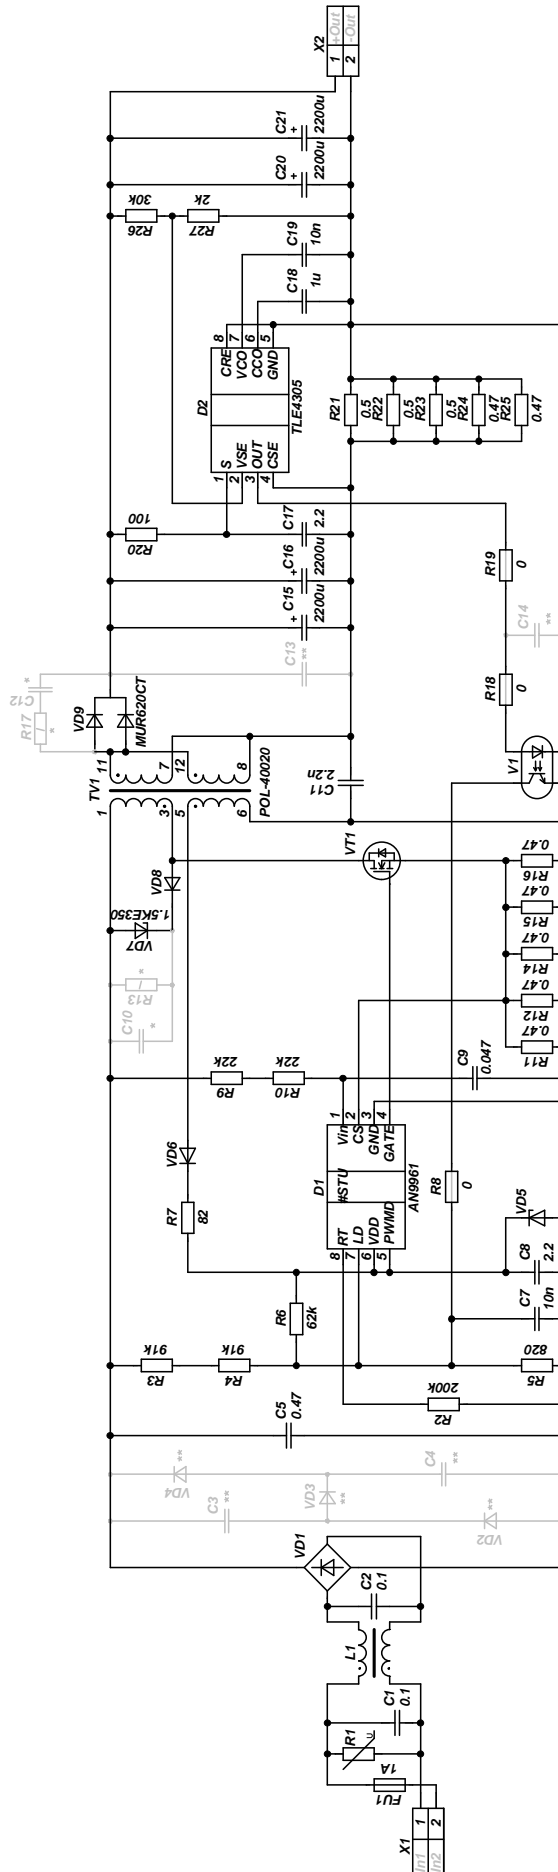 X2
+Out
-Out
1
2
C21
+
2200u
C20
+
2200u
30k
R26
2k
R27
C19
10n
C18
1u
8
7
6
5
CRE
VCO
CCO
GND
D2
TLE4305
S
VSE
OUT
CSE
1
2
3
4
R21
0.5
R22
0.5
R23
0.5
R24
0.47
R25
0.47
100
R20
C17
2.2
C16
+
2200u
C15
+
2200u
R19
0
C14
**
C13
**
C12
*
R17
*
R18
0
VD9
MUR620CT
TV1
11
7
12
8
1
3
5
6
POL-40020
C11
2.2n
V1
VT1
VD8
1.5KE350
VD7
R13
*
C10
*
0.47
R16
0.47
R15
0.47
R14
0.47
R12
0.47
R11
22k
R9
22k
R10
C9
0.047
1
2
3
4
Vin
CS
GND
GATE
D1
#STU
AN9961
RT
LD
VDD
PWMD
8
7
6
5
VD6
R7
82
R8
0
VD5
C8
2.2
C7
10n
R6
62k
91k
R3
91k
R4
820
R5
200k
R2
C5
0.47
**
VD4
C4
**
C3
**
VD3
**
**
VD2
VD1
C2
0.1
L1
C1
0.1
R1
U
1A
FU1
X1
1
2
In1
In2